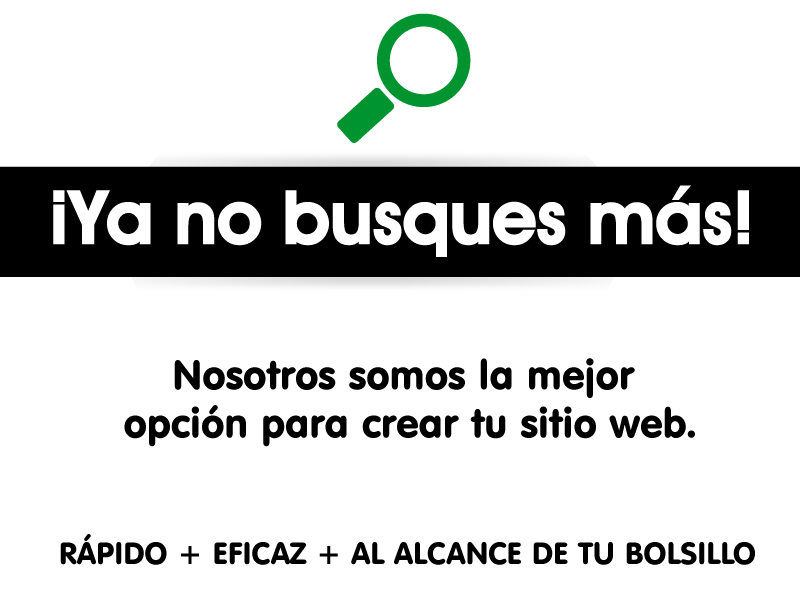 ¡Ya no busques más!
Nosotros somos la mejor
opción para crear tu sitio web.
RÁPIDO + EFICAZ + AL ALCANCE DE TU BOLSILLO